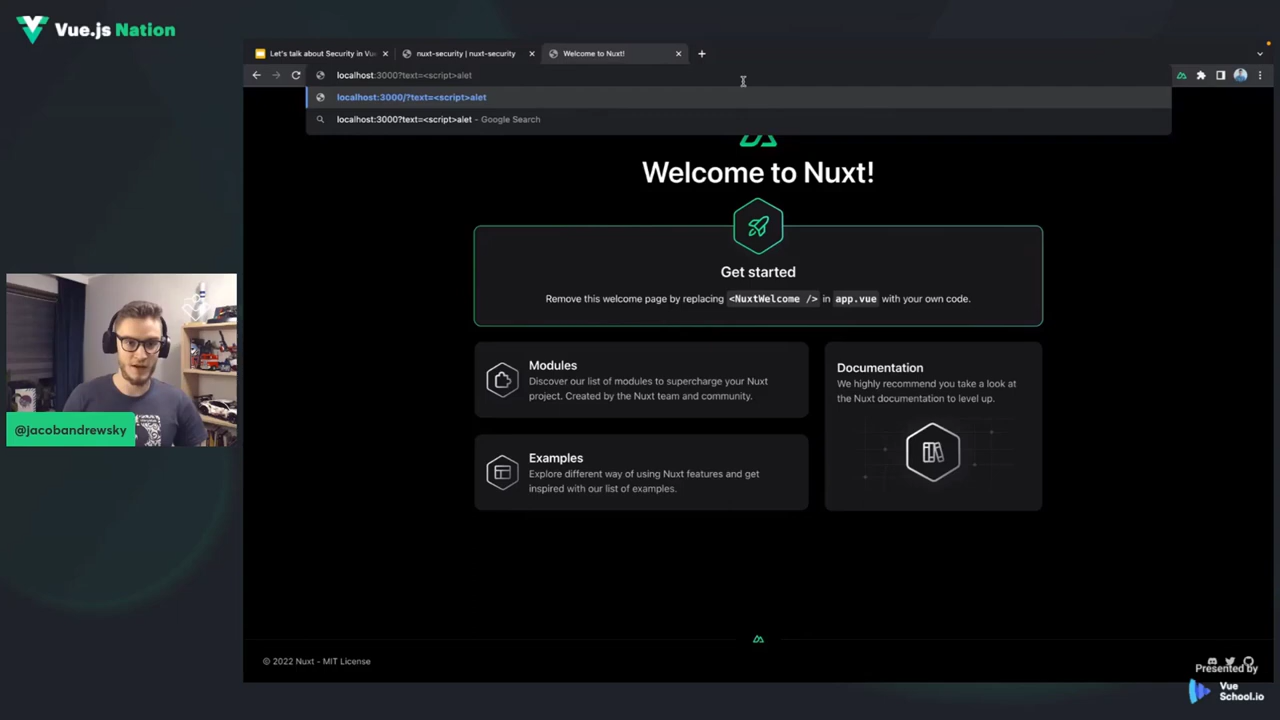 Vue.js Nation
Let's talk about Security in Vu
nuxt-security | nuxt-security
Welcome to Nuxt!
localhost:3000?text=<script>alet
localhost:3000/?text=<script>alet
localhost:3000?text=<script>alet - Google Search
Welcome to Nuxt!
Get started
Remove this welcome page by replacing <NuxtWelcome /> in app.vue with your own code.
Modules
Discover our list of modules to supercharge your Nuxt
project. Created by the Nuxt team and community.
Documentation
We highly recommend you take a look at
the Nuxt documentation to level up.
Examples
Explore different way of using Nuxt features and get
inspired with our list of examples.
@jacobandrewsky
© 2022 Nuxt - MIT License
Presented by
Vue
School.io